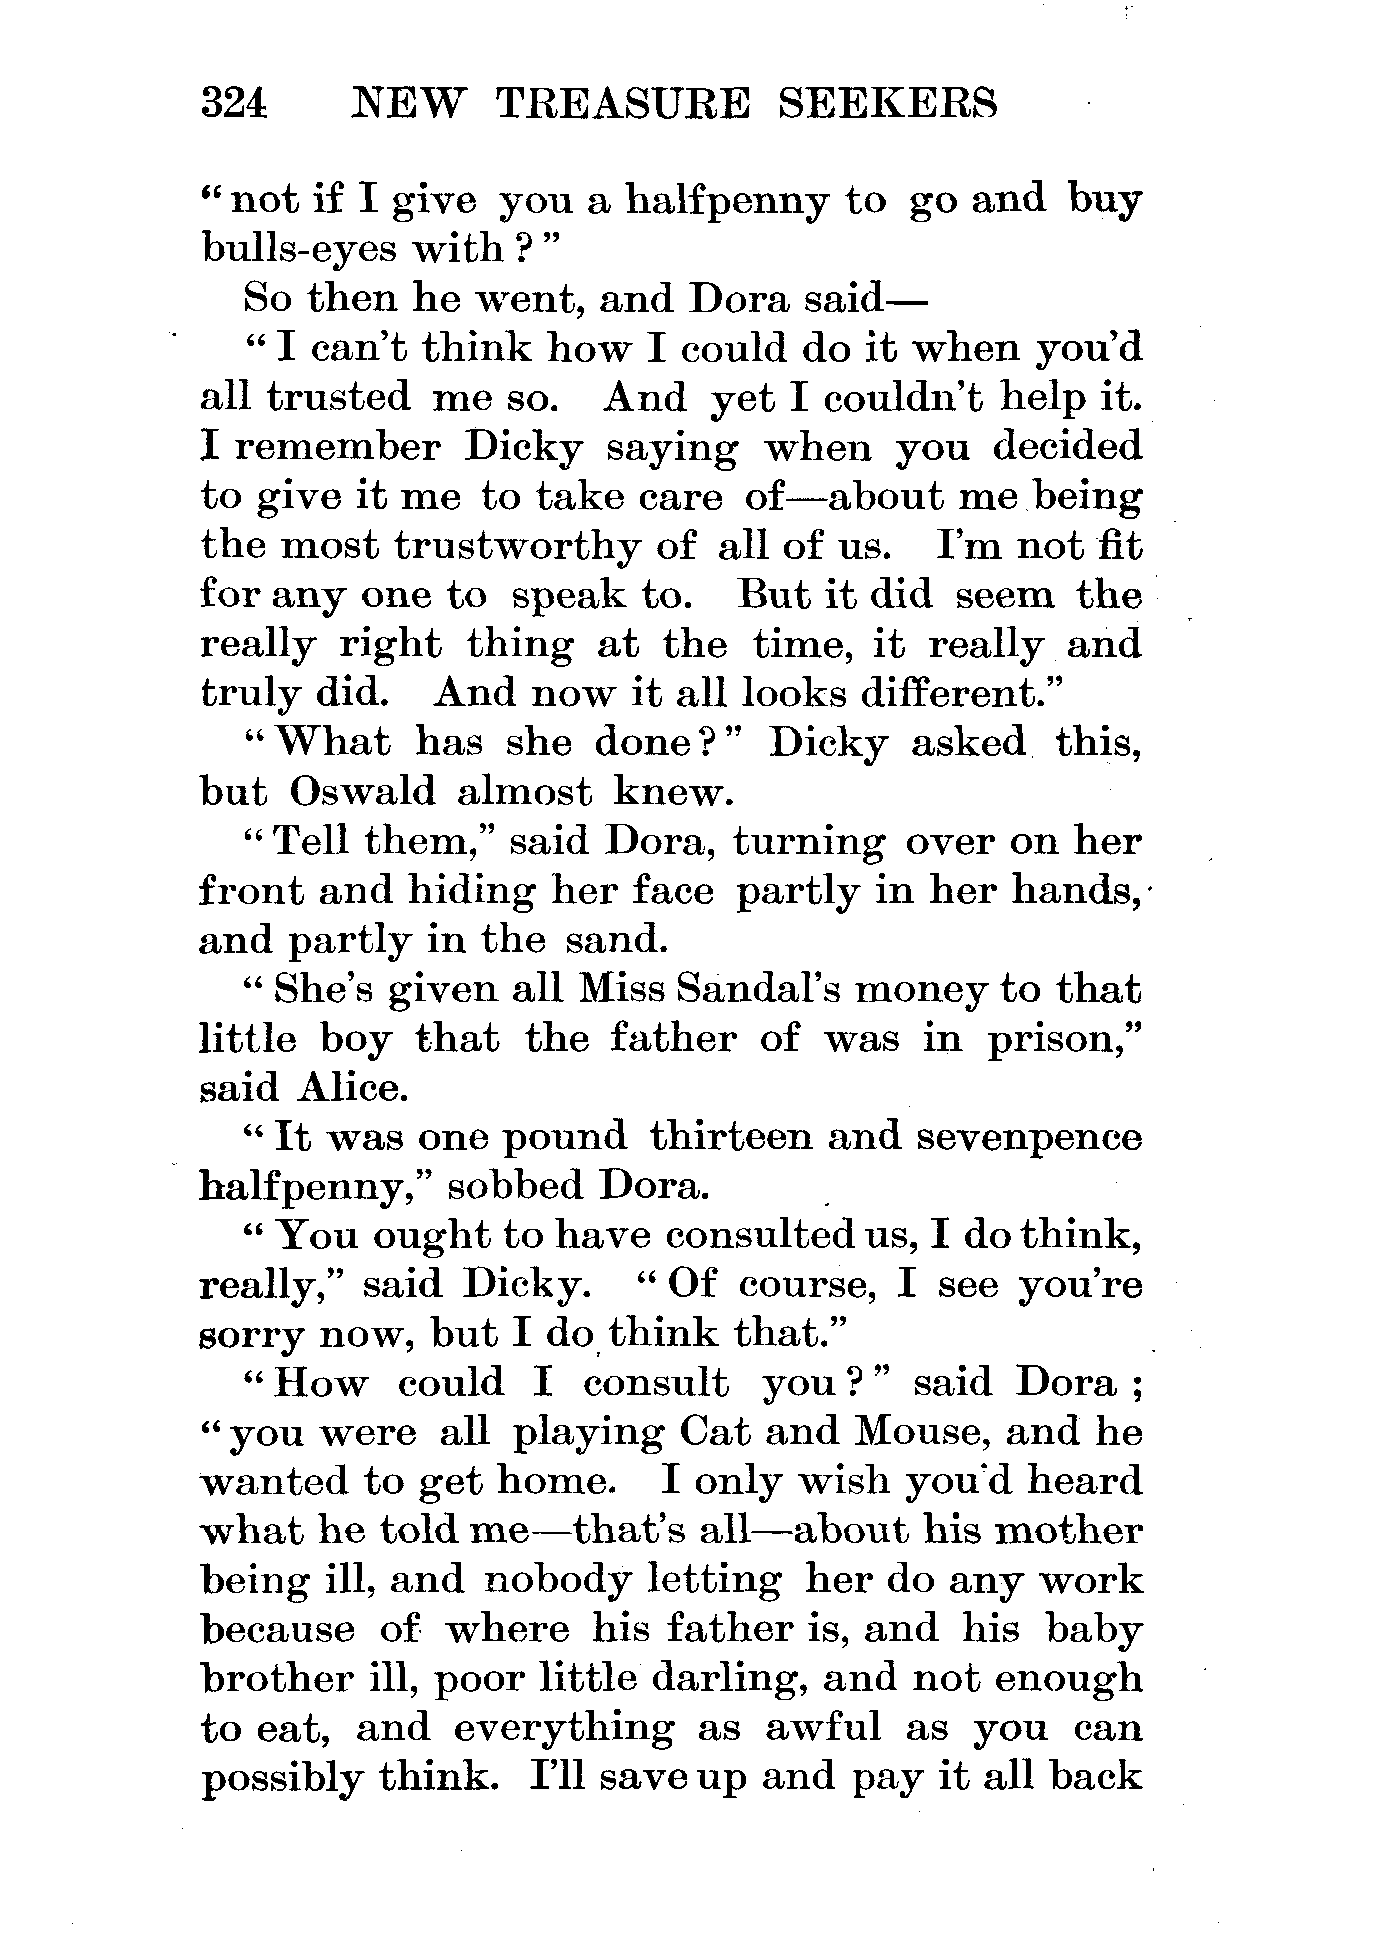 324 NEW TREASURE SEEKERS
“not if I give you a halfpenny to go and buy
bulls-eyes with?”
So then he went, and Dora said—
“I can't think how I could do it when you'd
all trusted me so. And yet I couldn't help it.
I remember Dicky saying when you decided
to give it me to take care of—about me being
the most trustworthy of all of us. I'm not fit
for any one to speak to. But it did seem the
really right thing at the time, it really and
truly did. And now it all looks different.”
“What has she done?” Dicky asked this,
but Oswald almost knew.
“Tell them,” said Dora, turning over on her
front and hiding her face partly in her hands,
and partly in the sand.
“She's given all Miss Sandal's money to that
little boy that the father of was in prison,”
said Alice.
“It was one pound thirteen and sevenpence
halfpenny,” sobbed Dora.
“You ought to have consulted us, I do think,
really,” said Dicky. “Of course, I see you're
sorry now, but I do think that.”
“How could I consult you?” said Dora;
“you were all playing Cat and Mouse, and he
wanted to get home. I only wish you'd heard
what he told me—that's all—about his mother
being ill, and nobody letting her do any work
because of where his father is, and his baby
brother ill, poor little darling, and not enough
to eat, and everything as awful as you can
possibly think. I'll save up and pay it all back